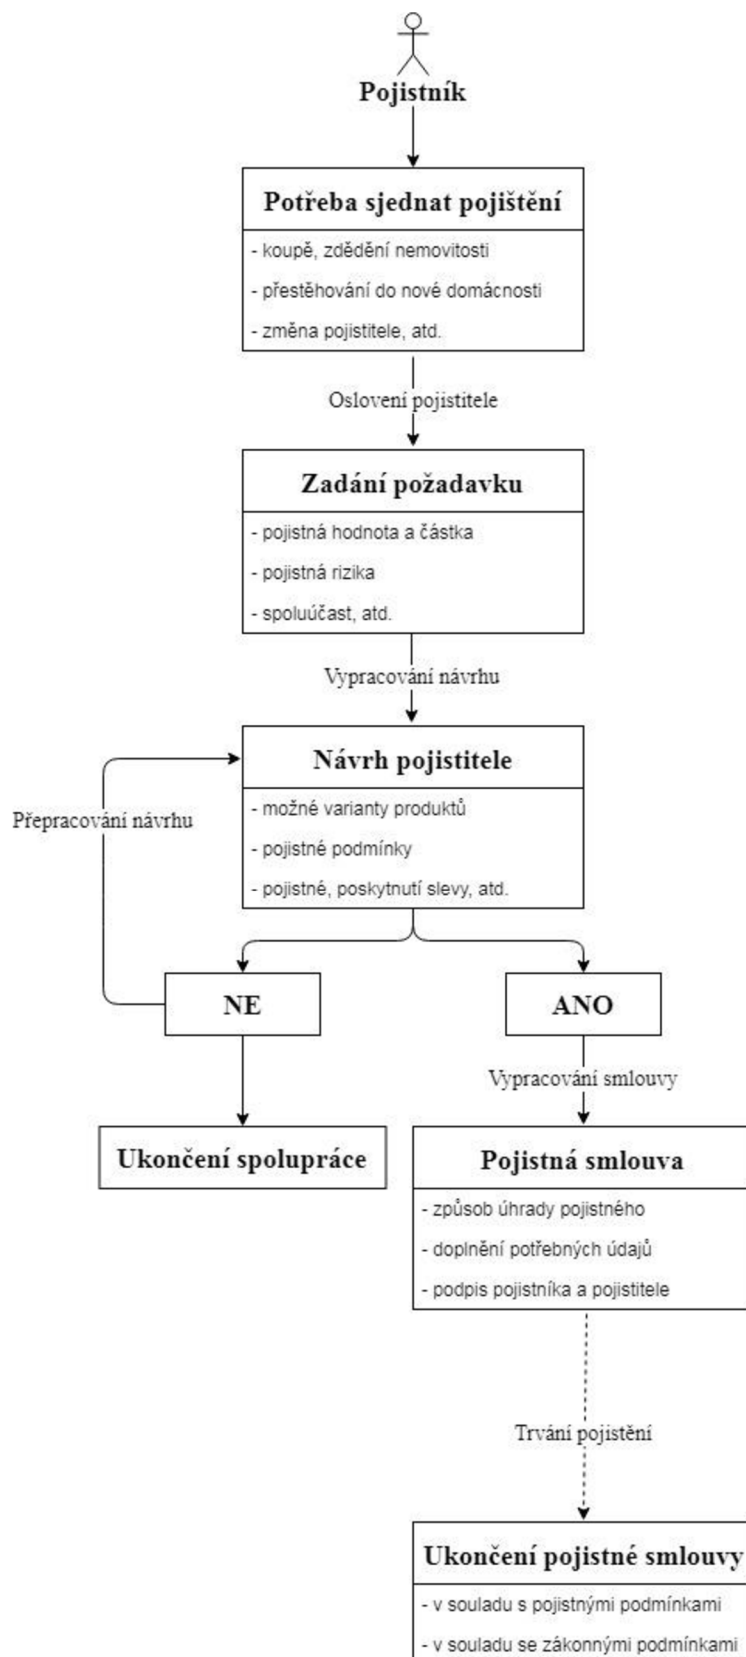 Pojistník
Potřeba sjednat pojištění
- koupě, zdědění nemovitosti
- přestěhování do nové domácnosti
- změna pojistitele, atd.
Oslovení pojistitele
Zadání požadavku
- pojistná hodnota a částka
- pojistná rizika
- spoluúčast, atd.
Vypracování návrhu
Návrh pojistitele
- možné varianty produktů
- pojistné podmínky
- pojistné, poskytnutí slevy, atd.
Přepracování návrhu
NE
ANO
Vypracování smlouvy
Ukončení spolupráce
Pojistná smlouva
- způsob úhrady pojistného
- doplnění potřebných údajů
- podpis pojistníka a pojistitele
Trvání pojistění
Ukončení pojistné smlouvy
- v souladu s pojistnými podmínkami
- v souladu se zákonnými podmínkami